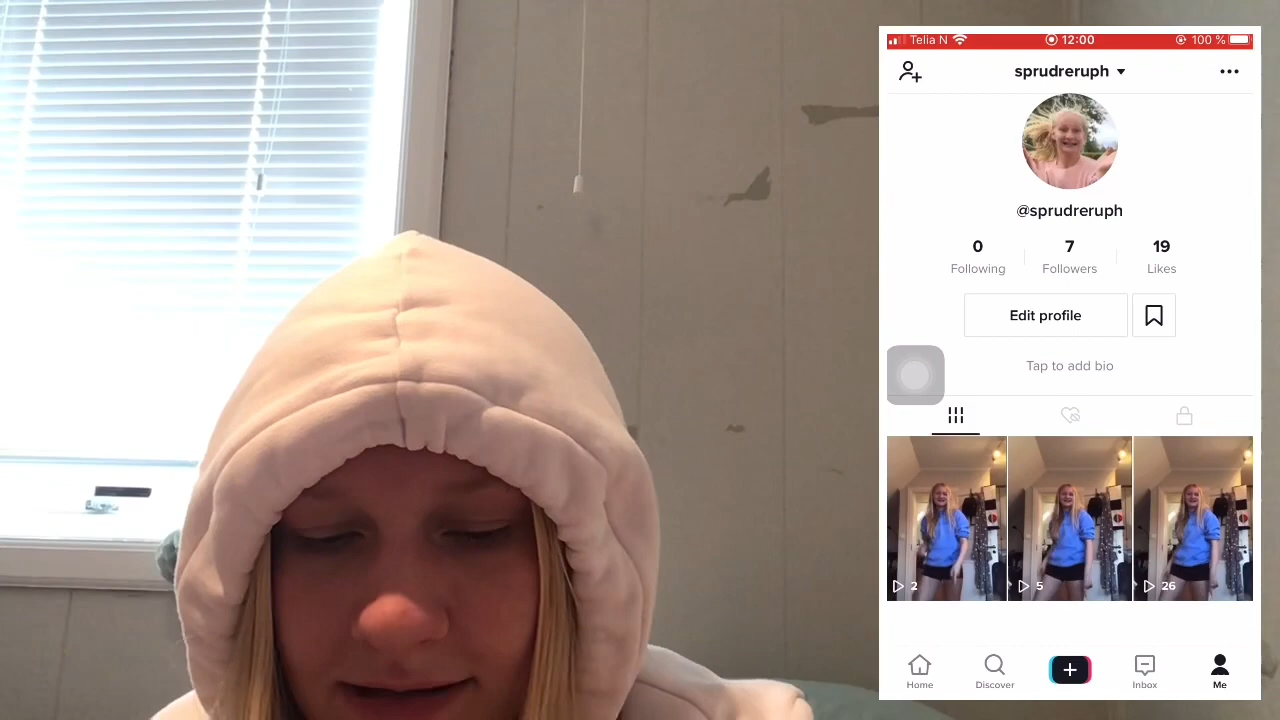 Telia N 12:00 100 %
sprudreruph
@sprudreruph
0 7 19
Following Followers Likes
Edit profile
Tap to add bio
2 5 26
Home Discover Inbox Me